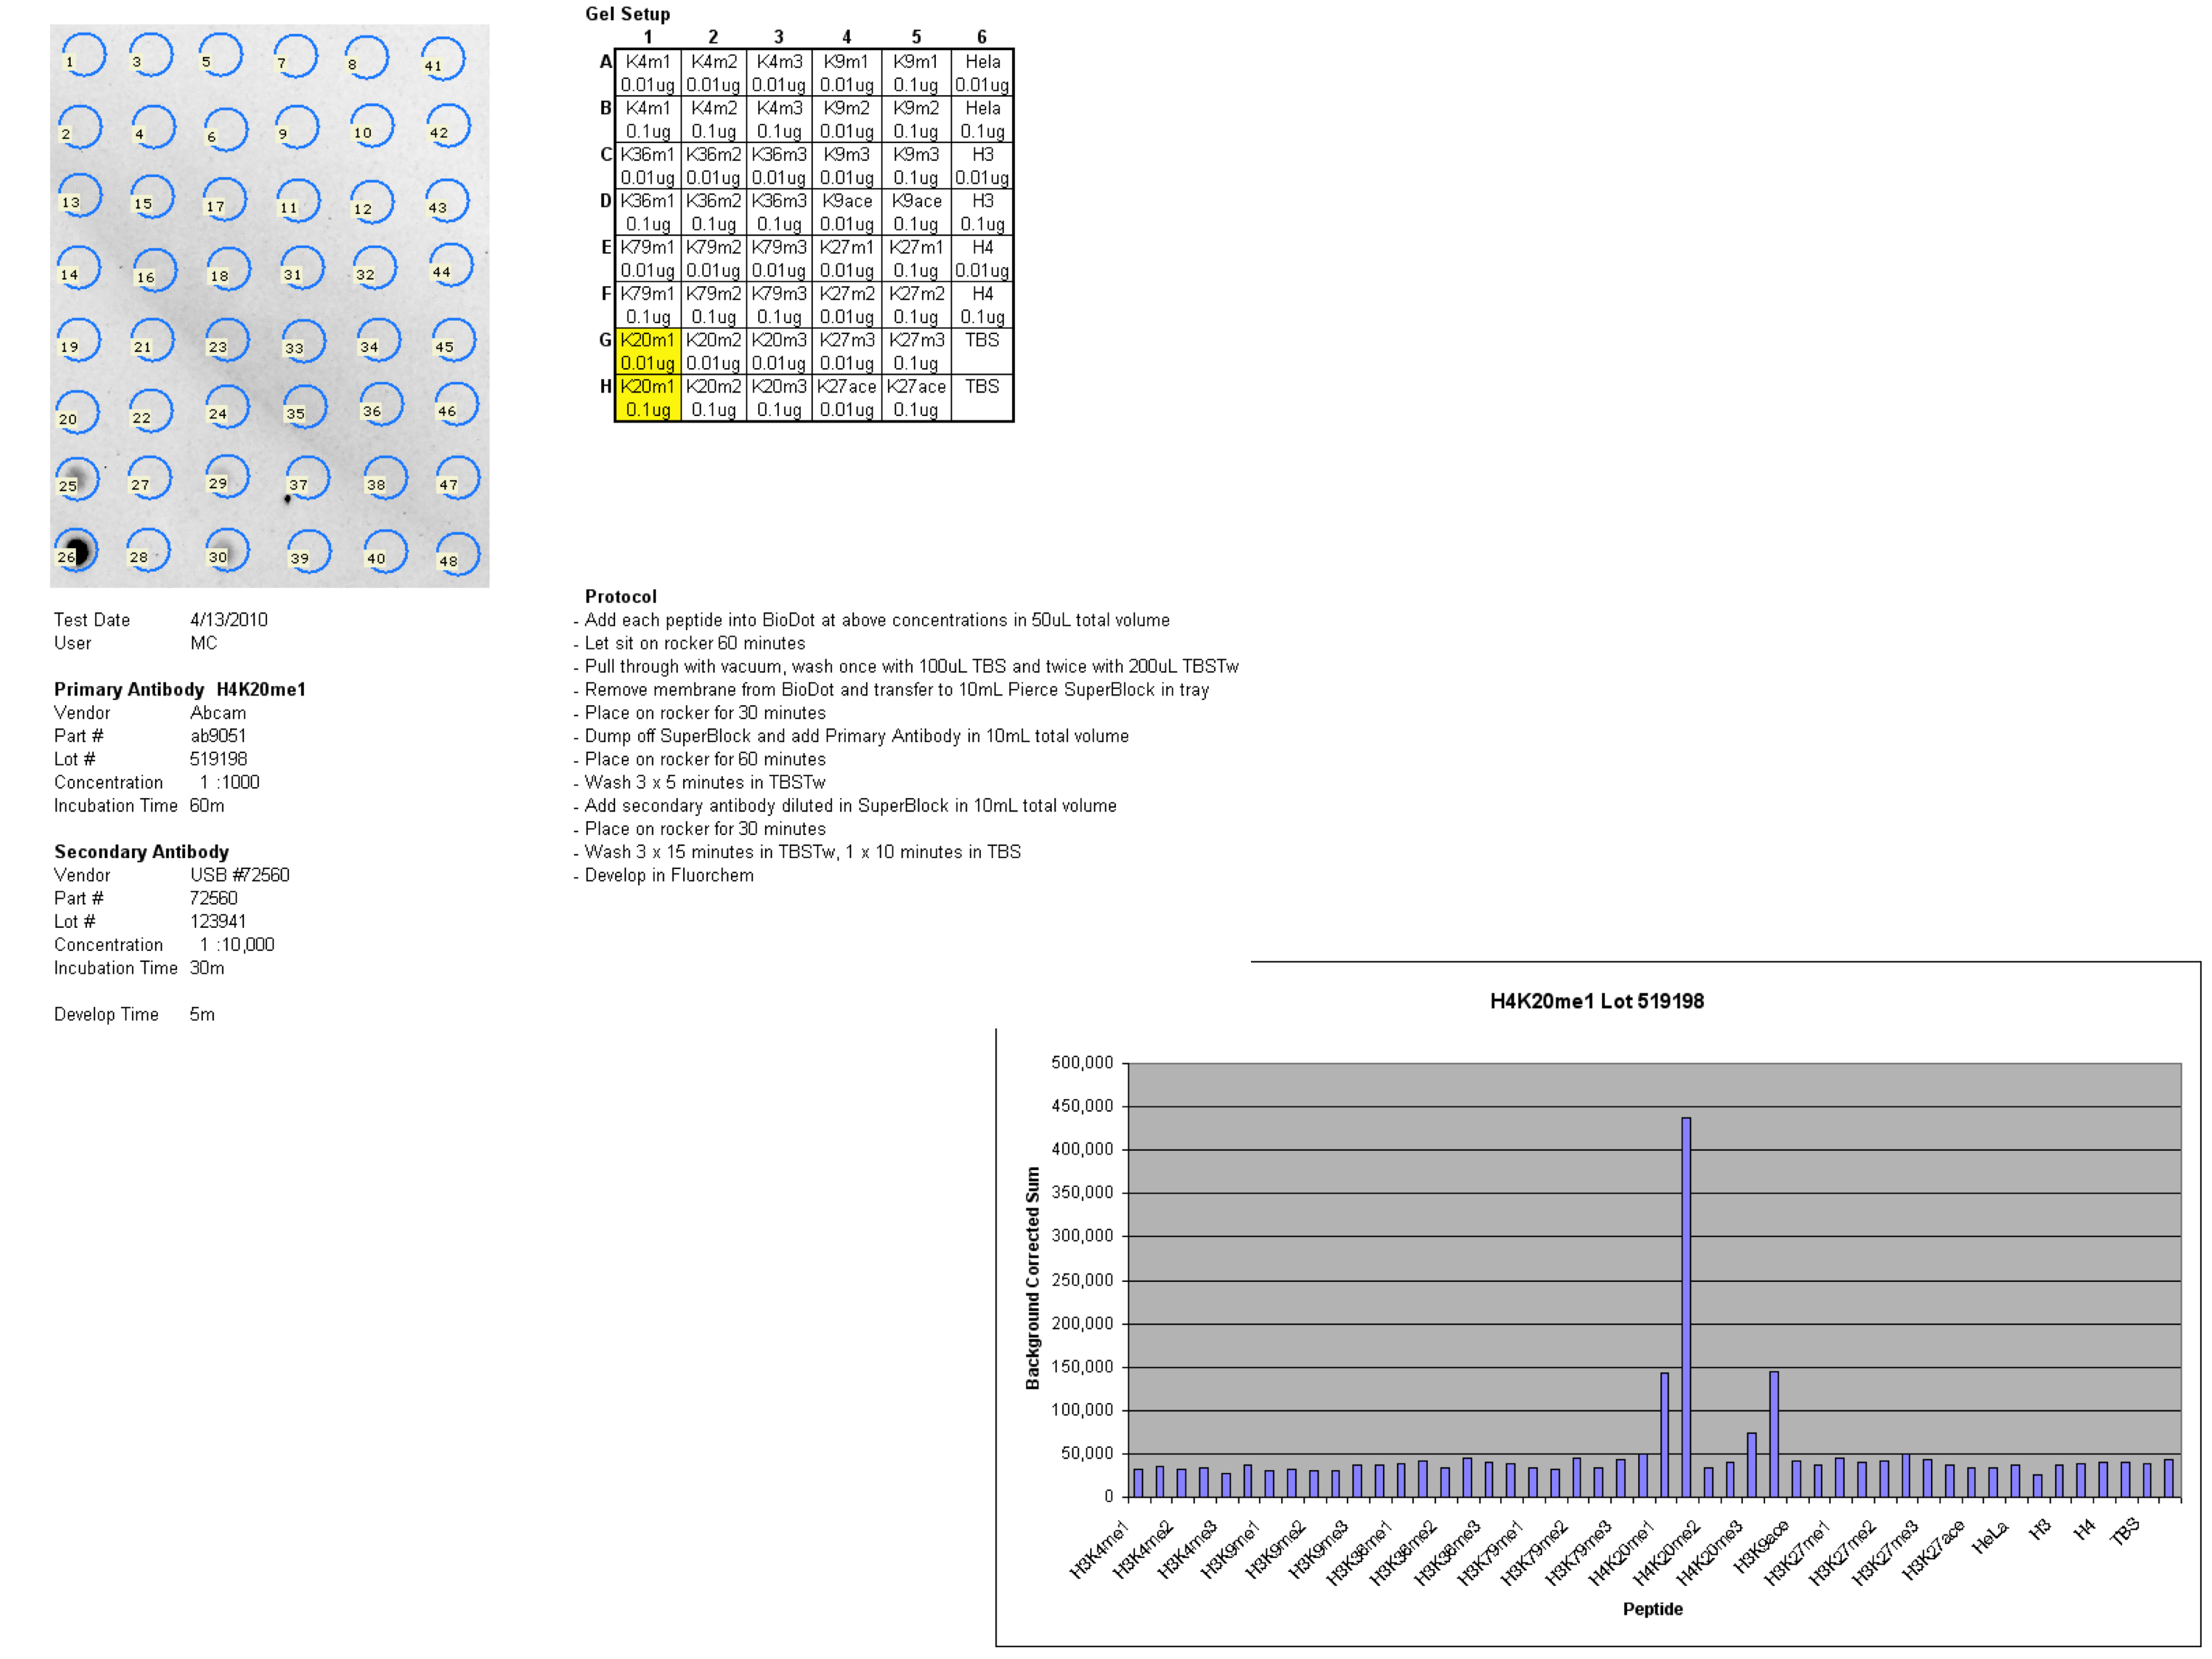 Gel Setup
1 2 3 4 5 6
A K4m1 K4m2 K4m3 K9m1 K9m1 Hela
0.01ug 0.01ug 0.01ug 0.01ug 0.1ug 0.01ug
B K4m1 K4m2 K4m3 K9m2 K9m2 Hela
0.1ug 0.1ug 0.1ug 0.01ug 0.1ug 0.1ug
C K36m1 K36m2 K36m3 K9m3 K9m3 H3
0.01ug 0.01ug 0.01ug 0.01ug 0.1ug 0.01ug
D K36m1 K36m2 K36m3 K9ace K9ace H3
0.1ug 0.1ug 0.1ug 0.01ug 0.1ug 0.1ug
E K79m1 K79m2 K79m3 K27m1 K27m1 H4
0.01ug 0.01ug 0.01ug 0.01ug 0.1ug 0.01ug
F K79m1 K79m2 K79m3 K27m2 K27m2 H4
0.1ug 0.1ug 0.1ug 0.01ug 0.1ug 0.1ug
G K20m1 K20m2 K20m3 K27m3 K27m3 TBS
0.01ug 0.01ug 0.01ug 0.01ug 0.1ug
H K20m1 K20m2 K20m3 K27ace K27ace TBS
0.1ug 0.1ug 0.1ug 0.01ug 0.1ug
1 3 5 7 8 41
2 4 6 9 10 42
13 15 17 11 12 43
14 16 18 31 32 44
19 21 23 33 34 45
20 22 24 35 36 46
25 27 29 37 38 47
26 28 30 39 40 48
Test Date 4/13/2010
User MC
Primary Antibody H4K20me1
Vendor Abcam
Part # ab9051
Lot # 519198
Concentration 1 :1000
Incubation Time 60m
Secondary Antibody
Vendor USB #72560
Part # 72560
Lot # 123941
Concentration 1 :10,000
Incubation Time 30m
Develop Time 5m
Protocol
- Add each peptide into BioDot at above concentrations in 50uL total volume
- Let sit on rocker 60 minutes
- Pull through with vacuum, wash once with 100uL TBS and twice with 200uL TBSTw
- Remove membrane from BioDot and transfer to 10mL Pierce SuperBlock in tray
- Place on rocker for 30 minutes
- Dump off SuperBlock and add Primary Antibody in 10mL total volume
- Place on rocker for 60 minutes
- Wash 3 x 5 minutes in TBSTw
- Add secondary antibody diluted in SuperBlock in 10mL total volume
- Place on rocker for 30 minutes
- Wash 3 x 15 minutes in TBSTw, 1 x 10 minutes in TBS
- Develop in Fluorchem
H4K20me1 Lot 519198
Background Corrected Sum
500,000
450,000
400,000
350,000
300,000
250,000
200,000
150,000
100,000
50,000
0
H3K4me1 H3K4me2 H3K4me3 H3K9me1 H3K9me2 H3K9me3 H3K36me1 H3K36me2 H3K36me3 H3K79me1 H3K79me2 H3K79me3 H4K20me1 H4K20me2 H4K20me3 H3K9ace H3K27me1 H3K27me2 H3K27me3 H3K27ace HeLa H3 H4 TBS
Peptide